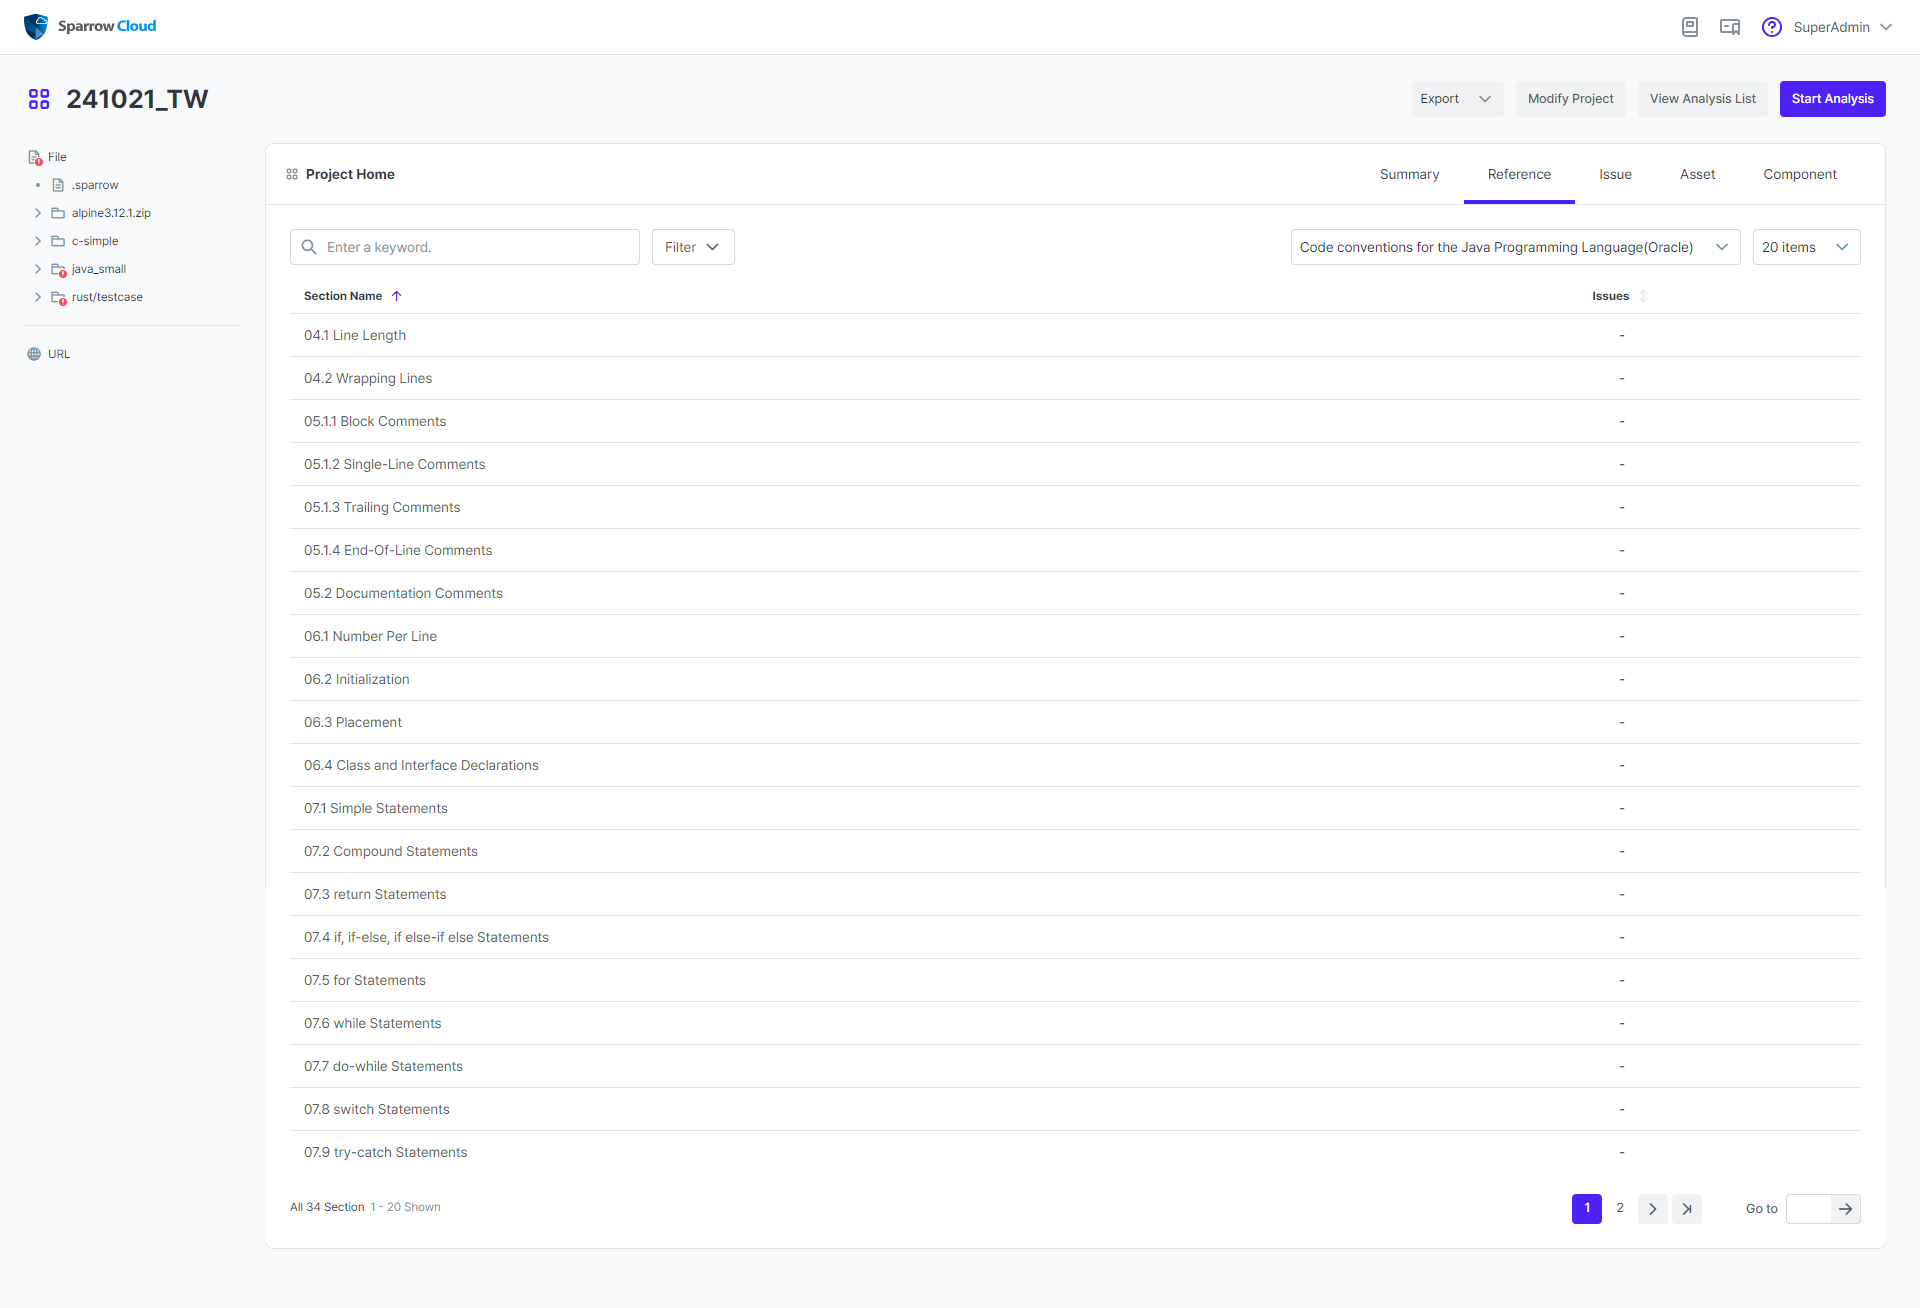 Sparrow Cloud
SuperAdmin
241021_TW
Export
Modify Project
View Analysis List
Start Analysis
File
.sparrow
alpine3.12.1.zip
c-simple
java_small
rust/testcase
URL
Project Home
Summary
Reference
Issue
Asset
Component
Enter a keyword.
Filter
Code conventions for the Java Programming Language(Oracle)
20 items
Section Name
Issues
04.1 Line Length -
04.2 Wrapping Lines -
05.1.1 Block Comments -
05.1.2 Single-Line Comments -
05.1.3 Trailing Comments -
05.1.4 End-Of-Line Comments -
05.2 Documentation Comments -
06.1 Number Per Line -
06.2 Initialization -
06.3 Placement -
06.4 Class and Interface Declarations -
07.1 Simple Statements -
07.2 Compound Statements -
07.3 return Statements -
07.4 if, if-else, if else-if else Statements -
07.5 for Statements -
07.6 while Statements -
07.7 do-while Statements -
07.8 switch Statements -
07.9 try-catch Statements -
All 34 Section 1 - 20 Shown
1 2
Go to